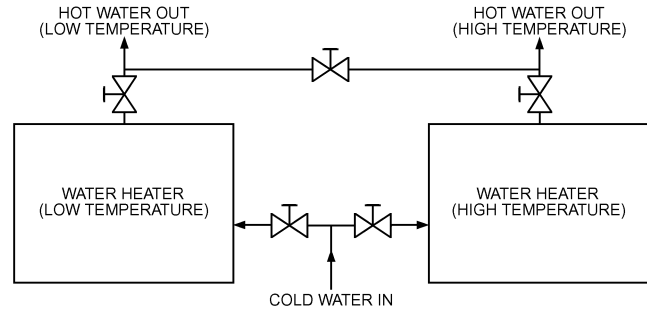 HOT WATER OUT
(LOW TEMPERATURE)
HOT WATER OUT
(HIGH TEMPERATURE)
WATER HEATER
(LOW TEMPERATURE)
WATER HEATER
(HIGH TEMPERATURE)
COLD WATER IN